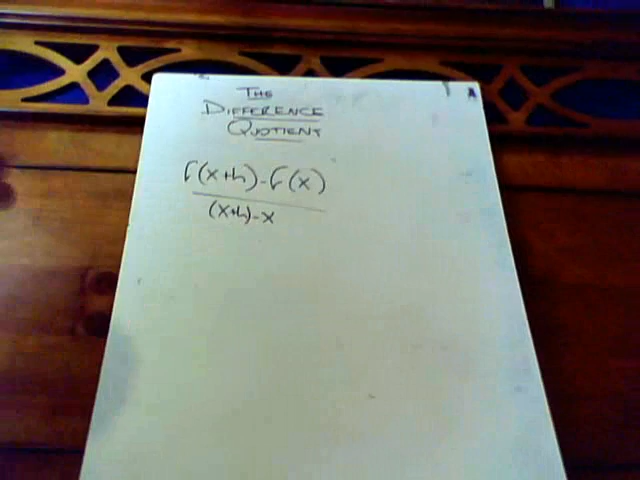 THE
DIFFERENCE
QUOTIENT
f(x+h)-f(x)
(x+h)-x